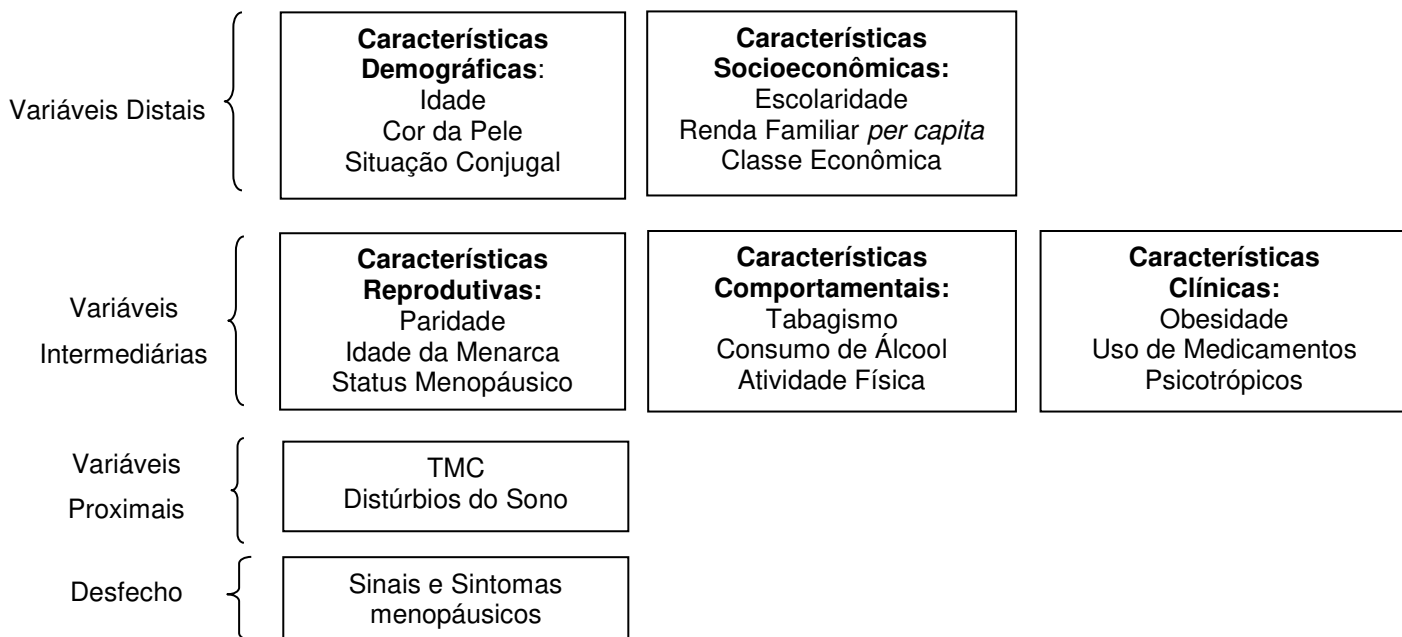 Variáveis Distais
Características
Demográficas:
Idade
Cor da Pele
Situação Conjugal
Características
Socioeconômicas:
Escolaridade
Renda Familiar per capita
Classe Econômica
Variáveis
Intermediárias
Características
Reprodutivas:
Paridade
Idade da Menarca
Status Menopáusico
Características
Comportamentais:
Tabagismo
Consumo de Álcool
Atividade Física
Características
Clínicas:
Obesidade
Uso de Medicamentos
Psicotrópicos
Variáveis
Proximais
TMC
Distúrbios do Sono
Desfecho
Sinais e Sintomas
menopáusicos